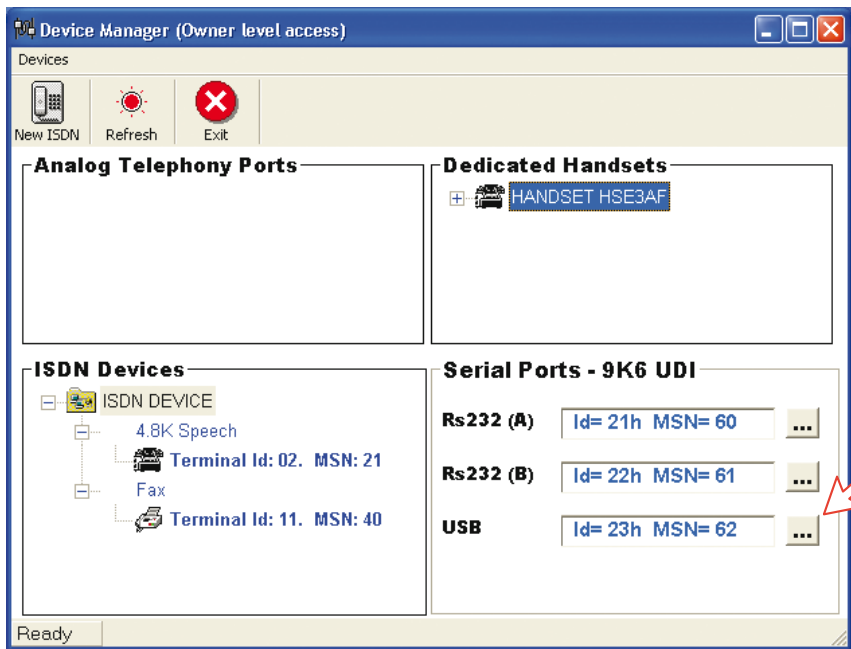 Device Manager (Owner level access)
Devices
New ISDN
Refresh
Exit
Analog Telephony Ports
Dedicated Handsets
HANDSET HSE3AF
ISDN Devices
ISDN DEVICE
4.8K Speech
Terminal Id: 02. MSN: 21
Fax
Terminal Id: 11. MSN: 40
Serial Ports - 9K6 UDI
Rs232 (A) Id= 21h MSN= 60 ...
Rs232 (B) Id= 22h MSN= 61 ...
USB Id= 23h MSN= 62 ...
Ready